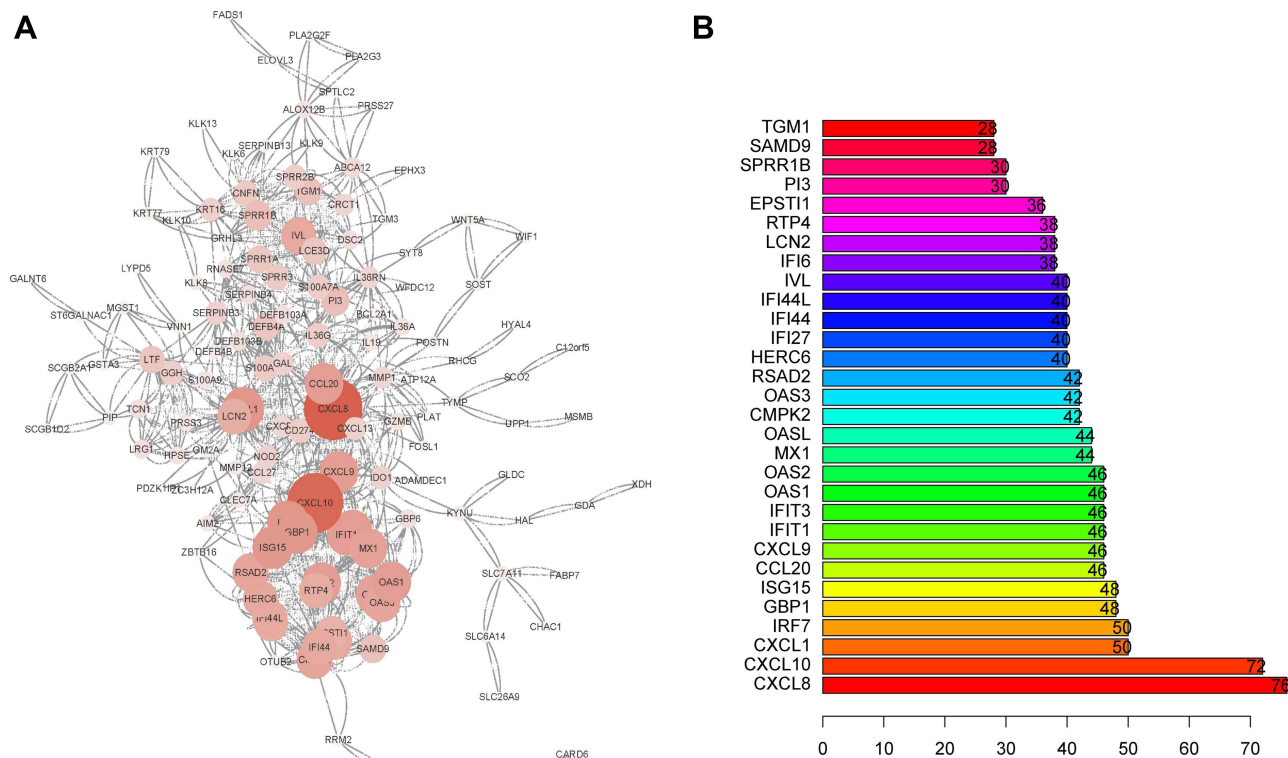 A
FADS1
PLA2G2F
PLA2G3
ELOVL3
SPTLC2
ALOX12B
PRSS27
KLK13
KLK9
SERPINB13
KRT79
KLK6
ABCA12
EPHX3
SPRR2B
TGM1
CNFN
CRCT1
KRT77
KRT16
SPRR1B
KLK10
TGM3
WNT5A
GRHL3
IVL
DSC2
WIF1
LCE3D
SYT8
SPRR1A
RNASE7
LYPD5
GALNT6
SPRR3
IL36RN
KLK8
S100A7A
WFDC12
SOST
SERPINB4
PI3
MGST1
ST6GALNAC1
SERPINB3
DEFB103A
BCL2A1
VNN1
DEFB4A
IL36G
IL36A
HYAL4
DEFB103B
IL19
POSTN
DEFB4B
C12orf5
LTF
GGH
GSTA3
SCGB2A1
S100A
GAL
RHCG
S100A9
CCL20
MMP1
ATP12A
SCO2
TCN1
LCN2
L1
CXCL8
TYMP
PIP
PRSS3
CXCL
CD274
CXCL13
GZMB
PLAT
UPP1
MSMB
SCGB1D2
LRG1
HPSE
GM2A
NOD2
FOSL1
MMP12
CCL27
CXCL9
IDO1
ADAMDEC1
GLDC
PDZK1IP1
ZC3H12A
XDH
CLEC7A
CXCL10
KYNU
HAL
GDA
AIM2
GBP6
GBP1
IFIT1
ISG15
MX1
ZBTB16
RSAD2
SLC7A11
FABP7
RTP4
OAS1
HERC6
OAS3
IFI44L
CHAC1
STI1
SLC6A14
IFI44
SAMD9
OTUB2
SLC26A9
RRM2
CARD6
B
TGM1 28
SAMD9 28
SPRR1B 30
PI3 30
EPSTI1 36
RTP4 38
LCN2 38
IFI6 38
IVL 40
IFI44L 40
IFI44 40
IFI27 40
HERC6 40
RSAD2 42
OAS3 42
CMPK2 42
OASL 44
MX1 44
OAS2 46
OAS1 46
IFIT3 46
IFIT1 46
CXCL9 46
CCL20 46
ISG15 48
GBP1 48
IRF7 50
CXCL1 50
CXCL10 72
CXCL8 76
0 10 20 30 40 50 60 70